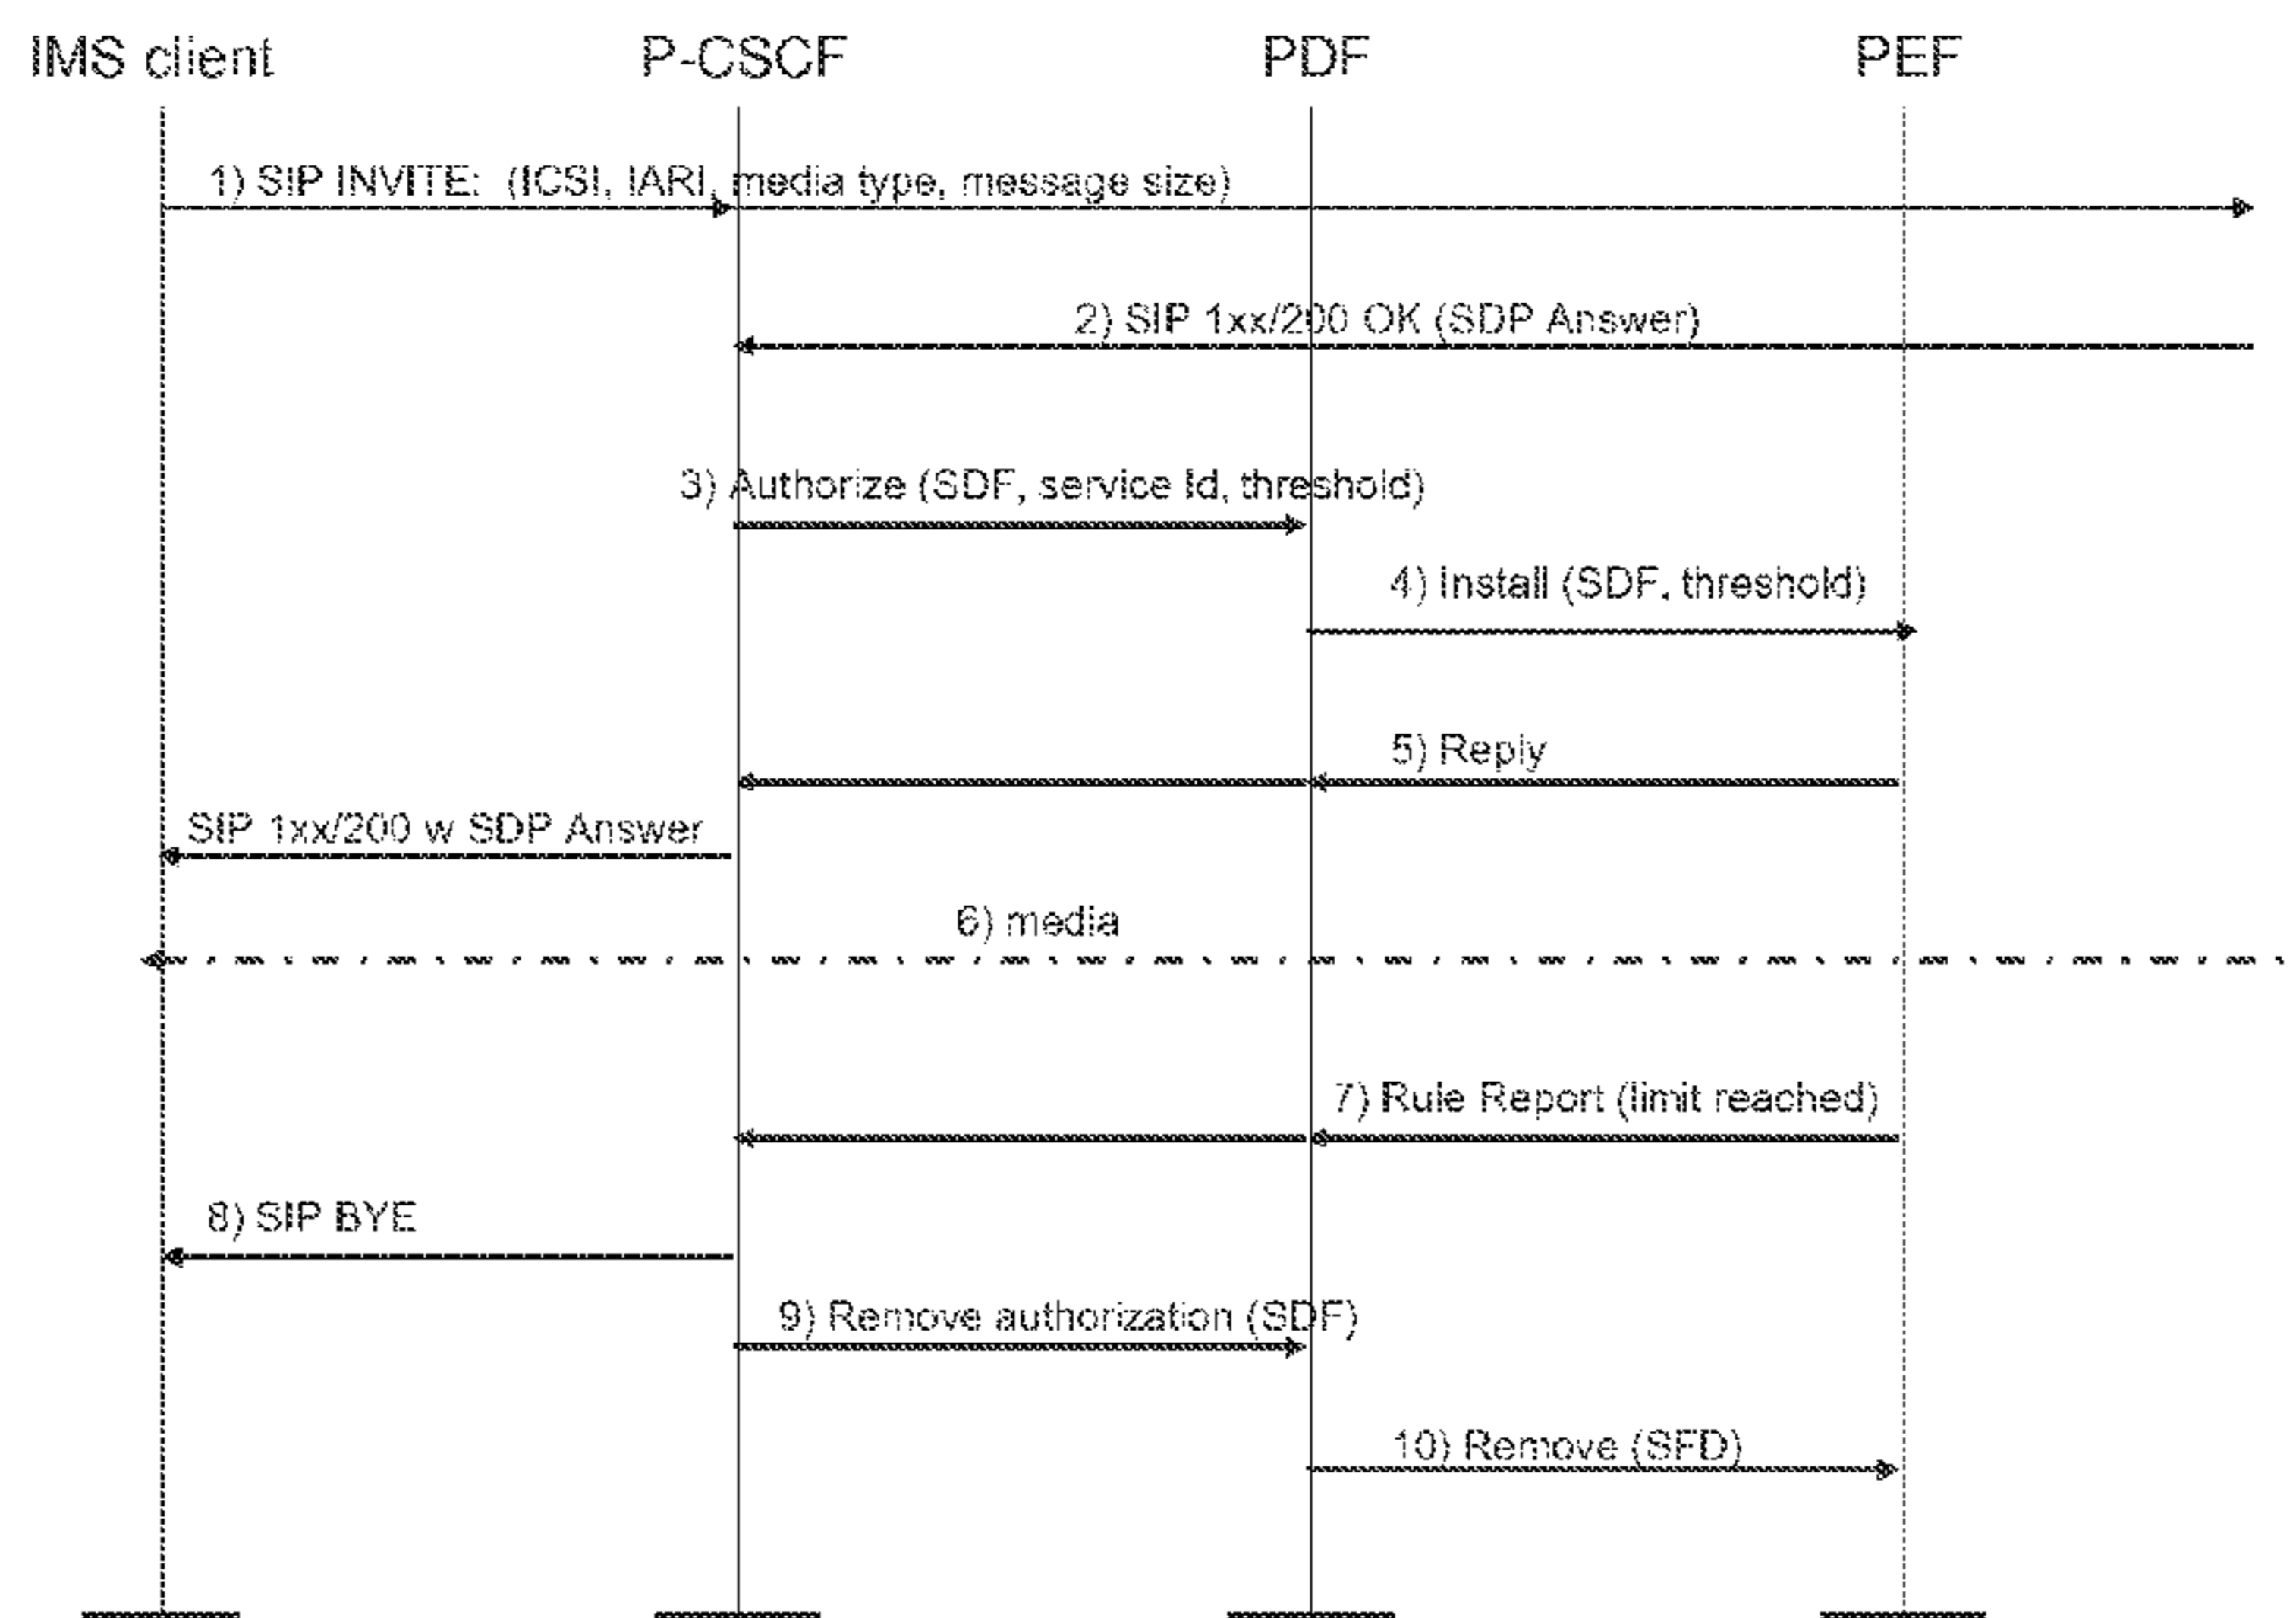 IMS client P-CSCF PDF PEF
1) SIP INVITE: (ICSI, IARI, media type, message size)
2) SIP 1xx/200 OK (SDP Answer)
3) Authorize (SDF, service Id, threshold)
4) Install (SDF, threshold)
5) Reply
SIP 1xx/200 w SDP Answer
6) media
7) Rule Report (limit reached)
8) SIP BYE
9) Remove authorization (SDF)
10) Remove (SFD)